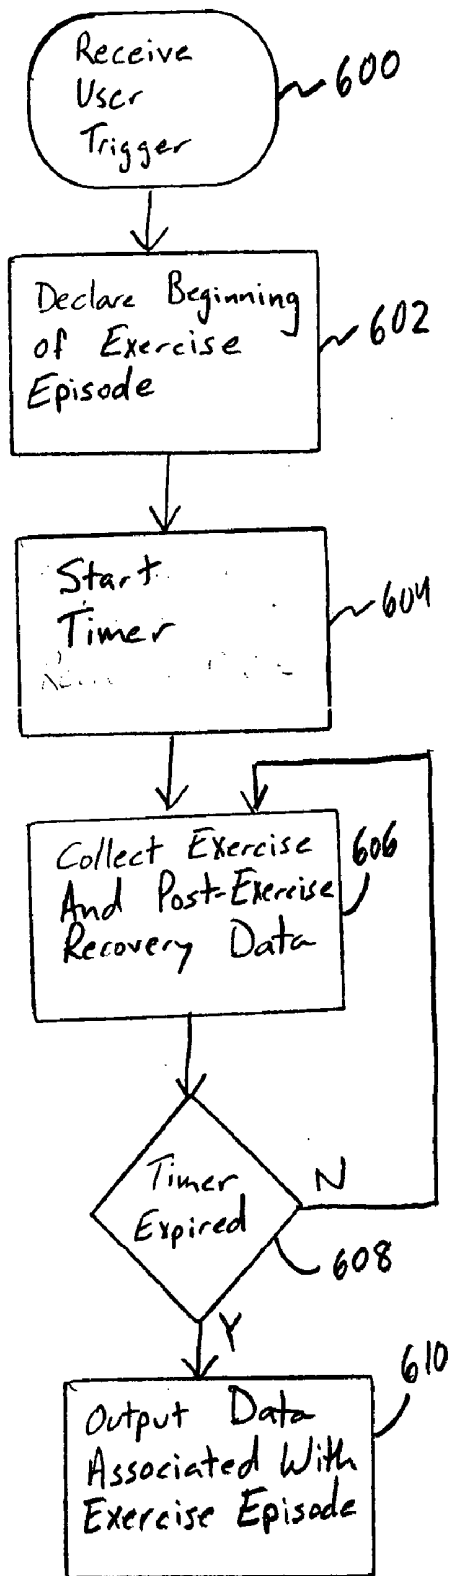 Receive
User
Trigger
600
Declare Beginning
of Exercise
Episode
602
Start
Timer
604
Collect Exercise
And Post-Exercise
Recovery Data
606
Timer
Expired
N
608
Y
Output Data
Associated With
Exercise Episode
610